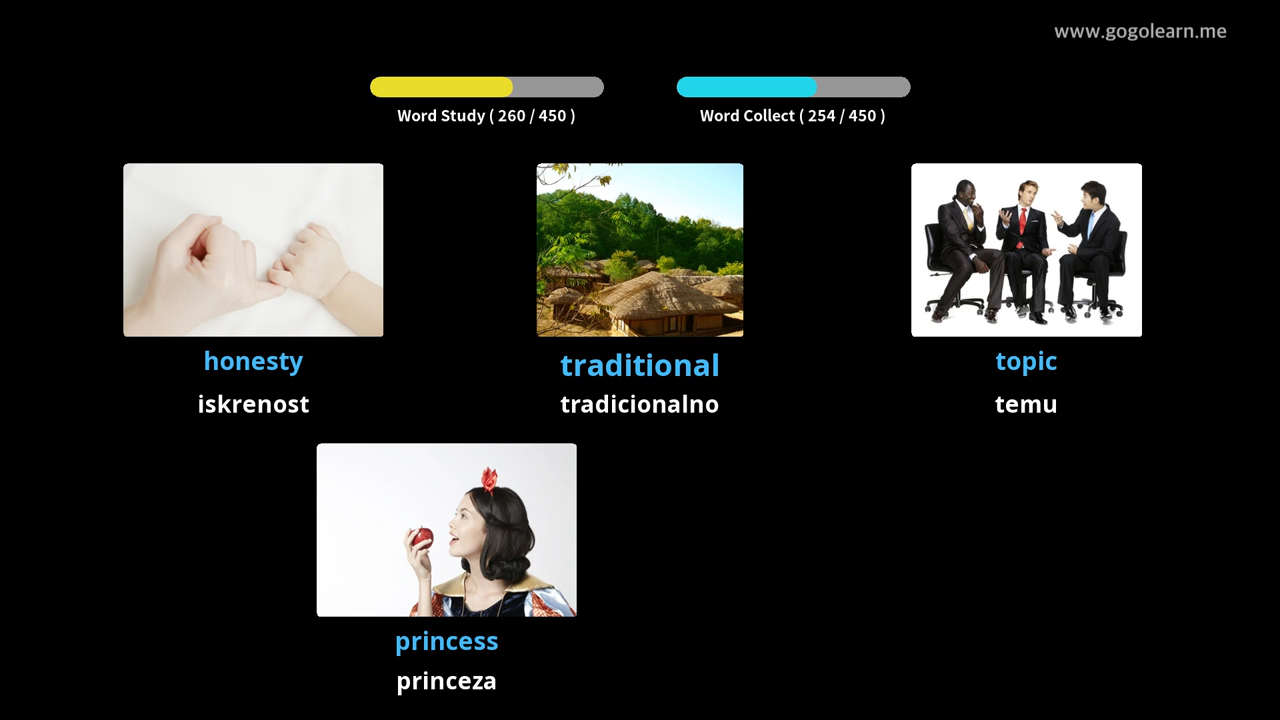 www.gogolearn.me
Word Study ( 260 / 450 )
Word Collect ( 254 / 450 )
honesty
traditional
topic
iskrenost
tradicionalno
temu
princess
princeza